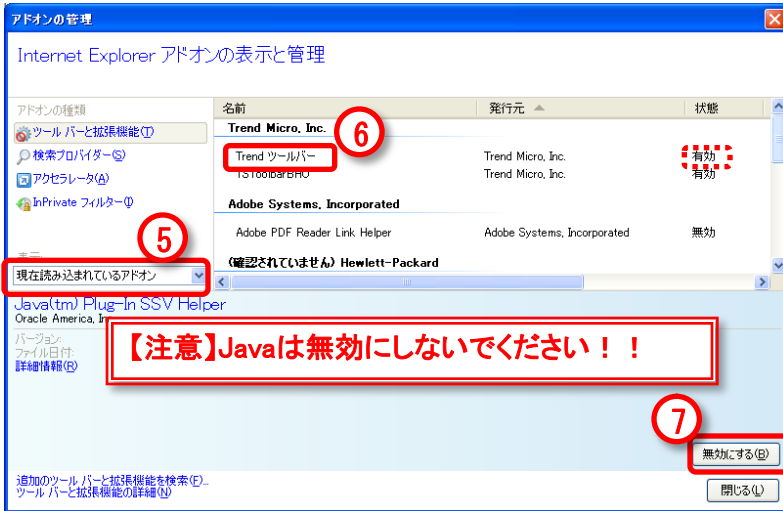 アドオンの管理
Internet Explorer アドオンの表示と管理
アドオンの種類
ツール バーと拡張機能(T)
検索プロバイダー(S)
アクセラレータ(A)
InPrivate フィルター(I)
⑤
表示:
現在読み込まれているアドオン
名前 発行元 状態
Trend Micro, Inc.
⑥
Trend ツールバー Trend Micro, Inc. 有効
TSToolbarBHO Trend Micro, Inc. 有効
Adobe Systems, Incorporated
Adobe PDF Reader Link Helper Adobe Systems, Incorporated 無効
(確認されていません) Hewlett-Packard
Java(tm) Plug-In SSV Helper
Oracle America, In
バージョン:
ファイル日付:
詳細情報(R)
【注意】Javaは無効にしないでください！！
⑦
無効にする(B)
追加のツール バーと拡張機能を検索(F)...
ツール バーと拡張機能の詳細(N)
閉じる(L)